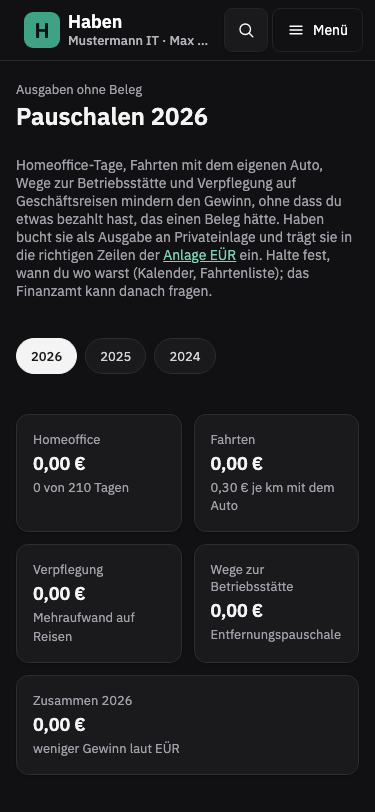 H
Haben
Mustermann IT · Max ...
Menü
Ausgaben ohne Beleg
Pauschalen 2026
Homeoffice-Tage, Fahrten mit dem eigenen Auto,
Wege zur Betriebsstätte und Verpflegung auf
Geschäftsreisen mindern den Gewinn, ohne dass du
etwas bezahlt hast, das einen Beleg hätte. Haben
bucht sie als Ausgabe an Privateinlage und trägt sie in
die richtigen Zeilen der Anlage EÜR ein. Halte fest,
wann du wo warst (Kalender, Fahrtenliste); das
Finanzamt kann danach fragen.
2026
2025
2024
Homeoffice
0,00 €
0 von 210 Tagen
Fahrten
0,00 €
0,30 € je km mit dem
Auto
Verpflegung
0,00 €
Mehraufwand auf
Reisen
Wege zur
Betriebsstätte
0,00 €
Entfernungspauschale
Zusammen 2026
0,00 €
weniger Gewinn laut EÜR